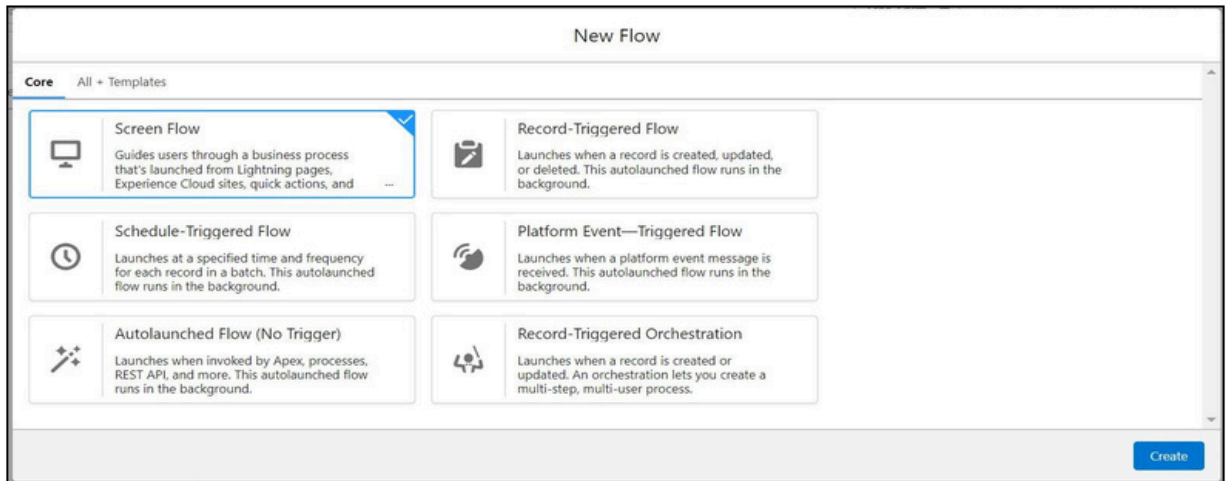 New Flow
Core All + Templates
Screen Flow
Guides users through a business process
that's launched from Lightning pages,
Experience Cloud sites, quick actions, and ...
Record-Triggered Flow
Launches when a record is created, updated,
or deleted. This autolaunched flow runs in the
background.
Schedule-Triggered Flow
Launches at a specified time and frequency
for each record in a batch. This autolaunched
flow runs in the background.
Platform Event—Triggered Flow
Launches when a platform event message is
received. This autolaunched flow runs in the
background.
Autolaunched Flow (No Trigger)
Launches when invoked by Apex, processes,
REST API, and more. This autolaunched flow
runs in the background.
Record-Triggered Orchestration
Launches when a record is created or
updated. An orchestration lets you create a
multi-step, multi-user process.
Create